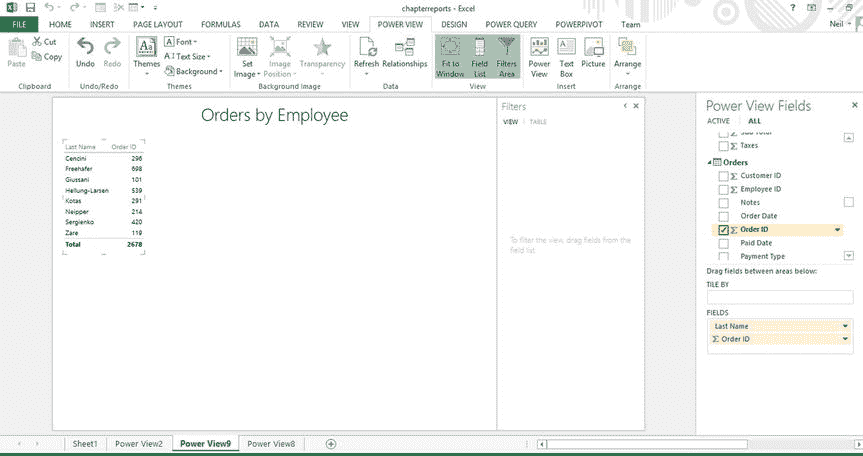 chapterreports - Excel
FILE HOME INSERT PAGE LAYOUT FORMULAS DATA REVIEW VIEW POWER VIEW DESIGN POWER QUERY POWERPIVOT Team Neil
Paste
Cut
Copy
Clipboard
Undo Redo
Undo/Redo
Themes
Font
Text Size
Background
Themes
Set Image
Image Position
Transparency
Background Image
Refresh Relationships
Data
Fit to Window
Field List
Filters Area
View
Power View
Text Box
Picture
Insert
Arrange
Arrange
Orders by Employee
Last Name Order ID
Cencini 296
Freehafer 698
Giussani 101
Hellung-Larsen 539
Kotas 291
Neipper 214
Sergienko 420
Zare 119
Total 2678
Filters
VIEW | TABLE
To filter the view, drag fields from the
field list.
Power View Fields
ACTIVE ALL
Sub Total
Σ Taxes
Orders
Σ Customer ID
Σ Employee ID
Notes
Order Date
Σ Order ID
Paid Date
Payment Type
Drag fields between areas below:
TILE BY
FIELDS
Last Name
Σ Order ID
Sheet1 Power View2 Power View9 Power View8